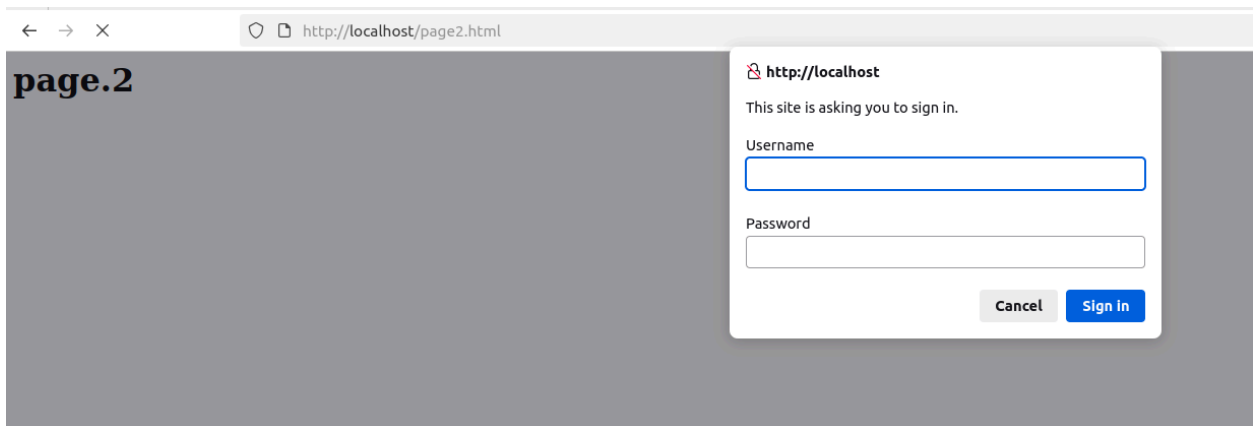 http://localhost/page2.html
page.2
http://localhost
This site is asking you to sign in.
Username
Password
Cancel Sign in